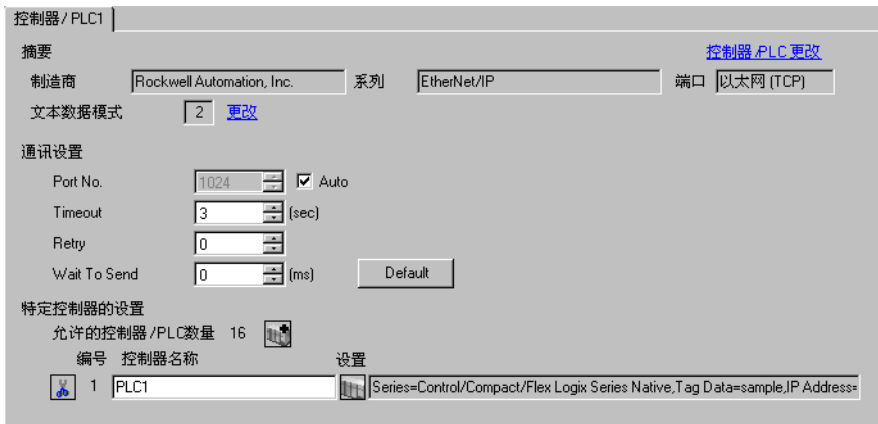 控制器/PLC1
摘要 控制器/PLC更改
制造商 Rockwell Automation, Inc. 系列 EtherNet/IP 端口 以太网 (TCP)
文本数据模式 2 更改
通讯设置
Port No. 1024 Auto
Timeout 3 (sec)
Retry 0
Wait To Send 0 (ms) Default
特定控制器的设置
允许的控制器/PLC数量 16
编号 控制器名称 设置
1 PLC1 Series=Control/Compact/Flex Logix Series Native,Tag Data=sample,IP Address=